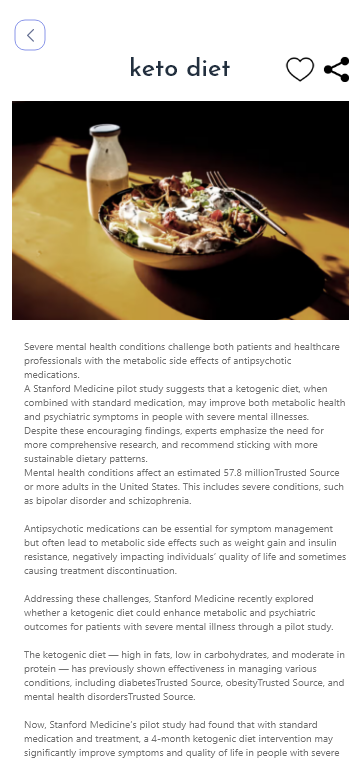 keto diet
Severe mental health conditions challenge both patients and healthcare
professionals with the metabolic side effects of antipsychotic
medications.
A Stanford Medicine pilot study suggests that a ketogenic diet, when
combined with standard medication, may improve both metabolic health
and psychiatric symptoms in people with severe mental illnesses.
Despite these encouraging findings, experts emphasize the need for
more comprehensive research, and recommend sticking with more
sustainable dietary patterns.
Mental health conditions affect an estimated 57.8 millionTrusted Source
or more adults in the United States. This includes severe conditions, such
as bipolar disorder and schizophrenia.
Antipsychotic medications can be essential for symptom management
but often lead to metabolic side effects such as weight gain and insulin
resistance, negatively impacting individuals' quality of life and sometimes
causing treatment discontinuation.
Addressing these challenges, Stanford Medicine recently explored
whether a ketogenic diet could enhance metabolic and psychiatric
outcomes for patients with severe mental illness through a pilot study.
The ketogenic diet — high in fats, low in carbohydrates, and moderate in
protein — has previously shown effectiveness in managing various
conditions, including diabetesTrusted Source, obesityTrusted Source, and
mental health disordersTrusted Source.
Now, Stanford Medicine's pilot study had found that with standard
medication and treatment, a 4-month ketogenic diet intervention may
significantly improve symptoms and quality of life in people with severe